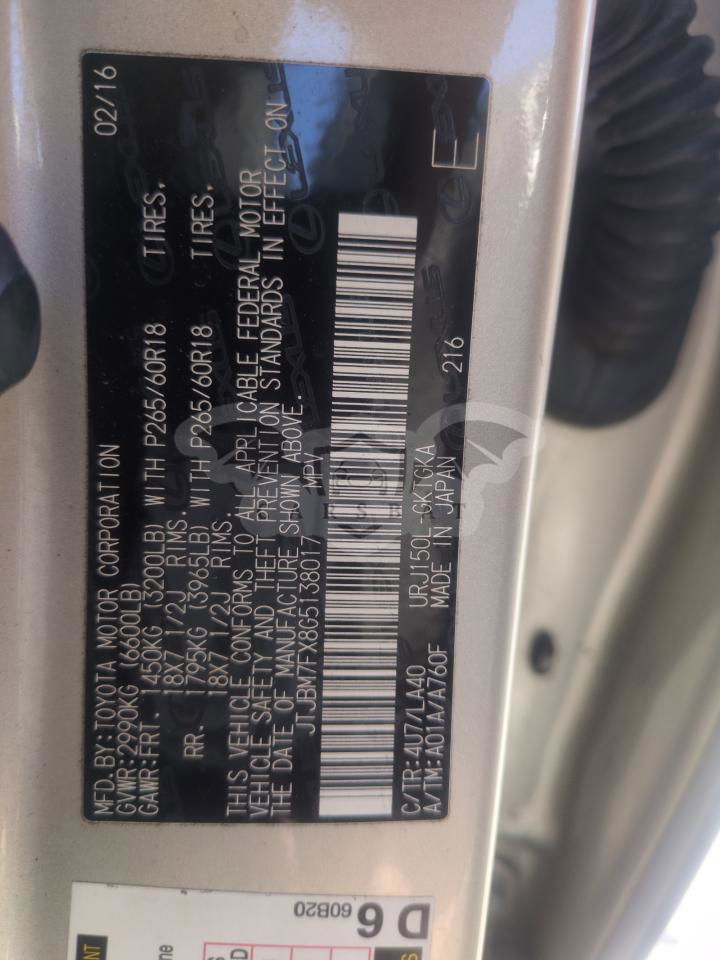 MFD.BY:TOYOTA MOTOR CORPORATION 02/16
GVWR:2990KG (6600LB)
GAWR:FRT. 1450KG (3200LB) WITH P265/60R18 TIRES,
18X7 1/2J RIMS.
RR. 1795KG (3965LB) WITH P265/60R18 TIRES,
18X7 1/2J RIMS.
THIS VEHICLE CONFORMS TO ALL APPLICABLE FEDERAL MOTOR
VEHICLE SAFETY AND THEFT PREVENTION STANDARDS IN EFFECT ON
THE DATE OF MANUFACTURE SHOWN ABOVE.
JTJBM7FX8G5138017 MPV
C/TR:4U7/LA40 URJ150L-GKTGKA
A/TM:A01A/A760F MADE IN JAPAN 216
E
D 6
60B20